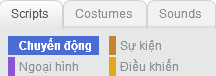 Scripts Costumes Sounds
Chuyển động Sự kiện
Ngoại hình Điều khiển